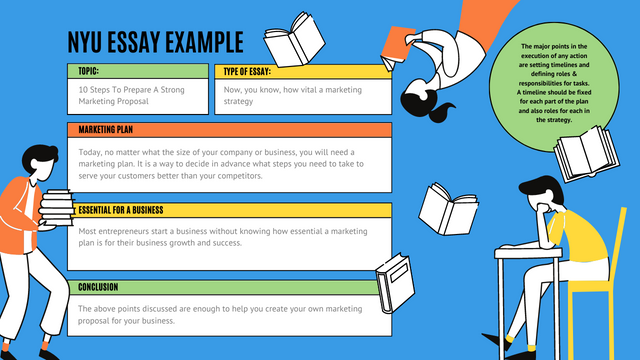 NYU ESSAY EXAMPLE
TOPIC:
10 Steps To Prepare A Strong
Marketing Proposal
TYPE OF ESSAY:
Now, you know, how vital a marketing
strategy
The major points in the
execution of any action
are setting timelines and
defining roles &
responsibilities for tasks.
A timeline should be fixed
for each part of the plan
and also roles for each in
the strategy.
MARKETING PLAN
Today, no matter what the size of your company or business, you will need a
marketing plan. It is a way to decide in advance what steps you need to take to
serve your customers better than your competitors.
ESSENTIAL FOR A BUSINESS
Most entrepreneurs start a business without knowing how essential a marketing
plan is for their business growth and success.
CONCLUSION
The above points discussed are enough to help you create your own marketing
proposal for your business.